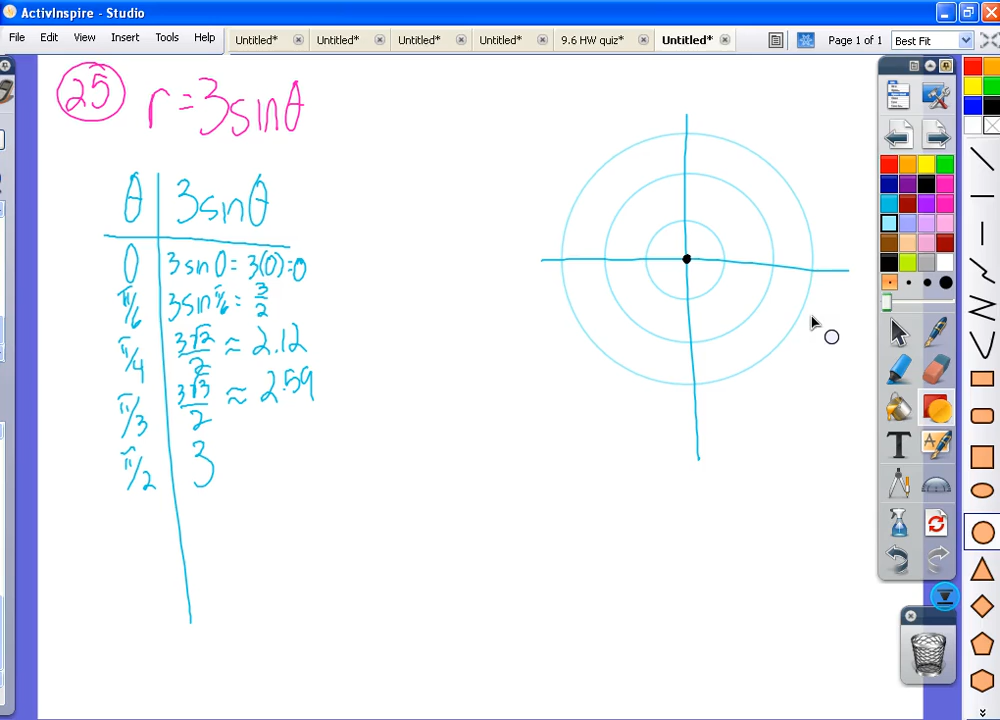 ActivInspire - Studio
File Edit View Insert Tools Help
Untitled* Untitled* Untitled* Untitled* 9.6 HW quiz* Untitled* Page 1 of 1 Best Fit
25 r=3sinθ
θ 3sinθ
0 3sin0=3(0)=0
π/6 3sinπ/6=3/2
π/4 3√2/2≈2.12
π/3 3√3/2≈2.59
π/2 3